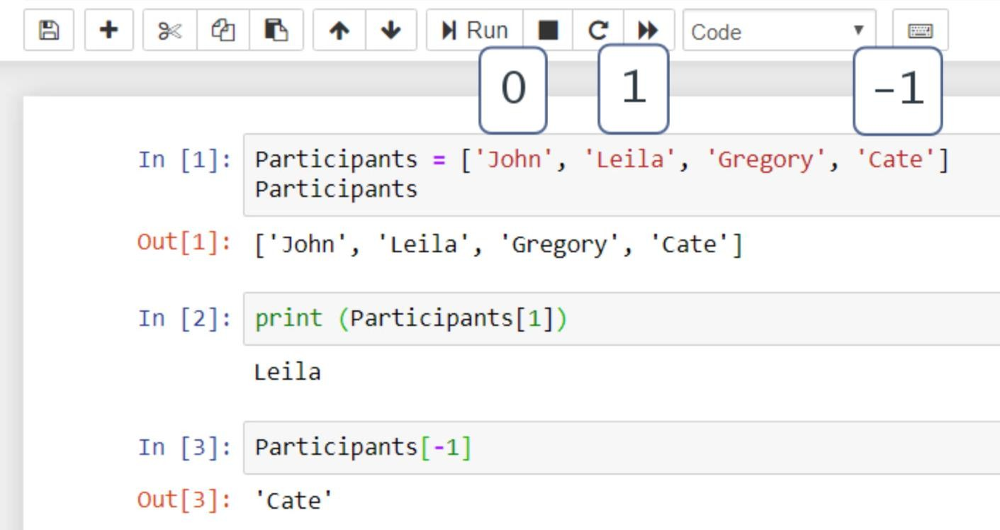 Run
Code
0 1 -1
In [1]: Participants = ['John', 'Leila', 'Gregory', 'Cate']
Participants
Out[1]: ['John', 'Leila', 'Gregory', 'Cate']
In [2]: print (Participants[1])
Leila
In [3]: Participants[-1]
Out[3]: 'Cate'